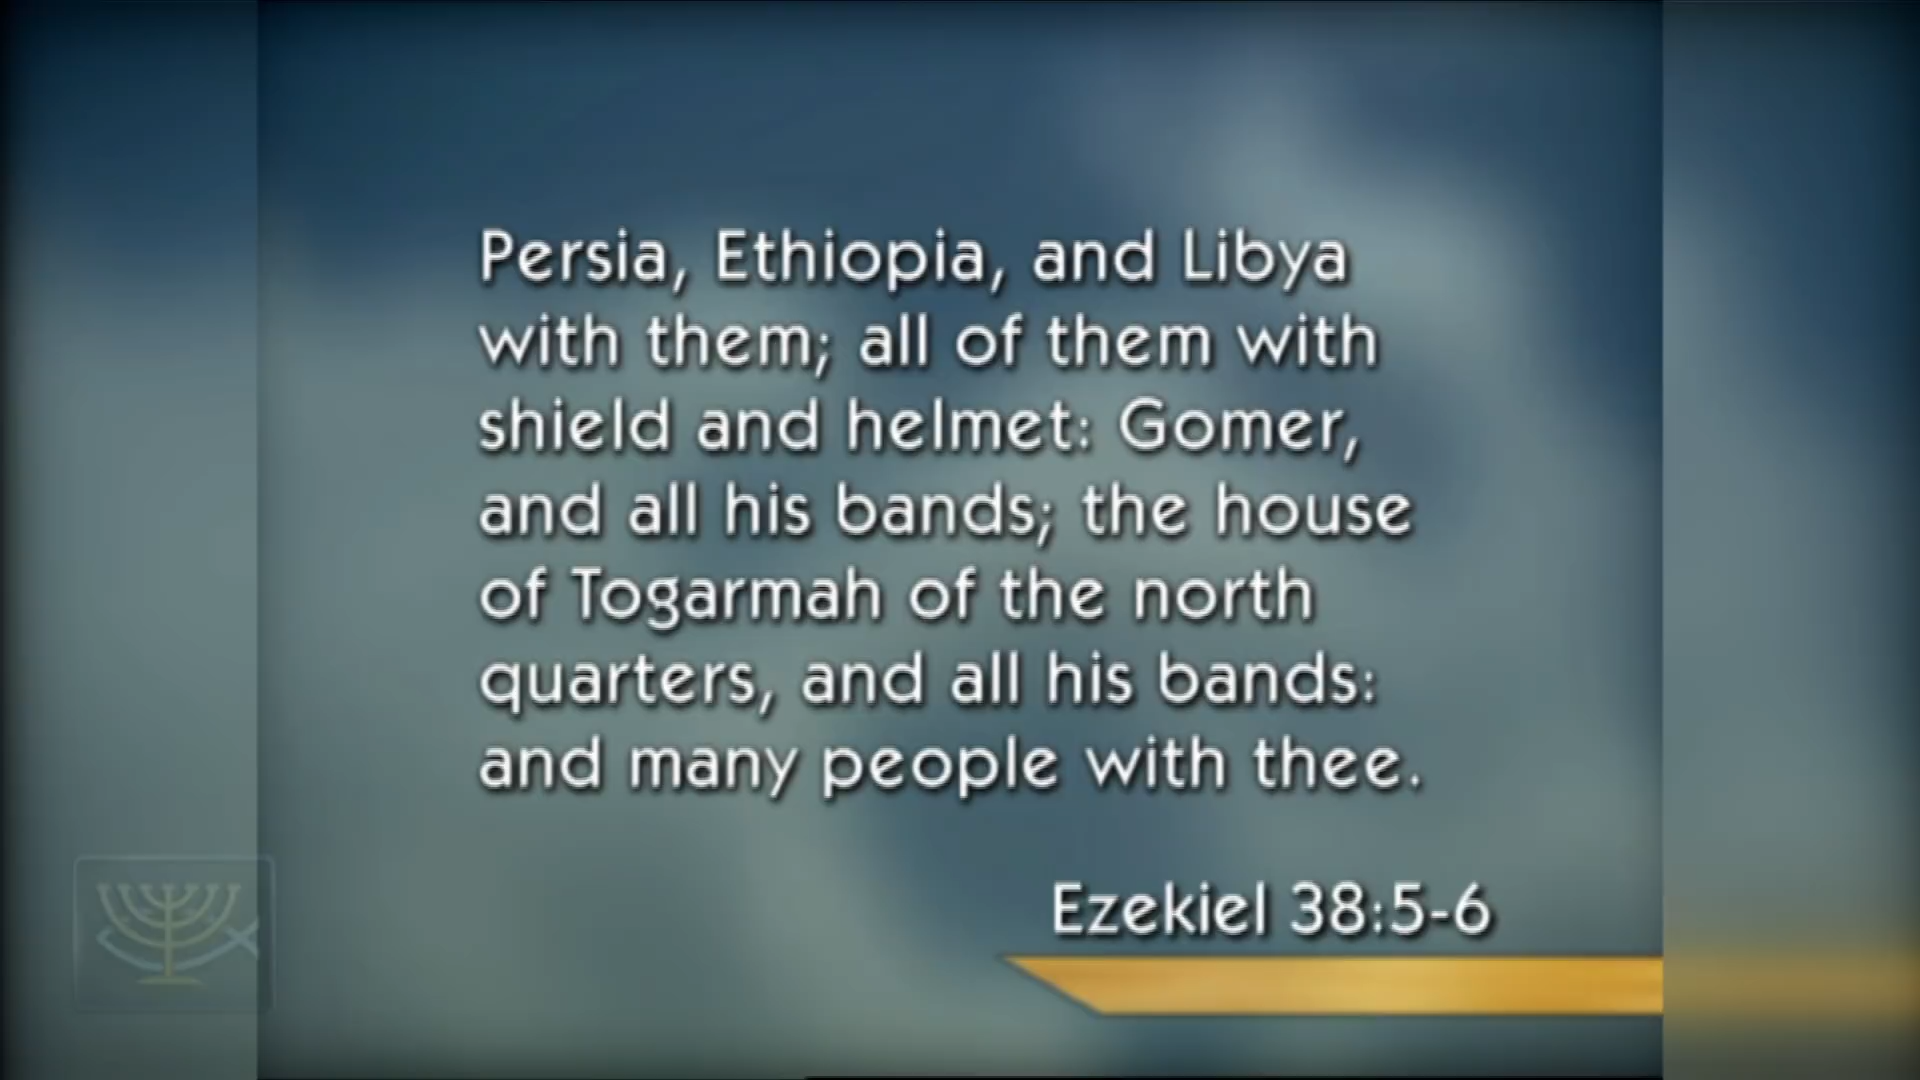 Persia, Ethiopia, and Libya
with them; all of them with
shield and helmet: Gomer,
and all his bands; the house
of Togarmah of the north
quarters, and all his bands:
and many people with thee.
Ezekiel 38:5-6